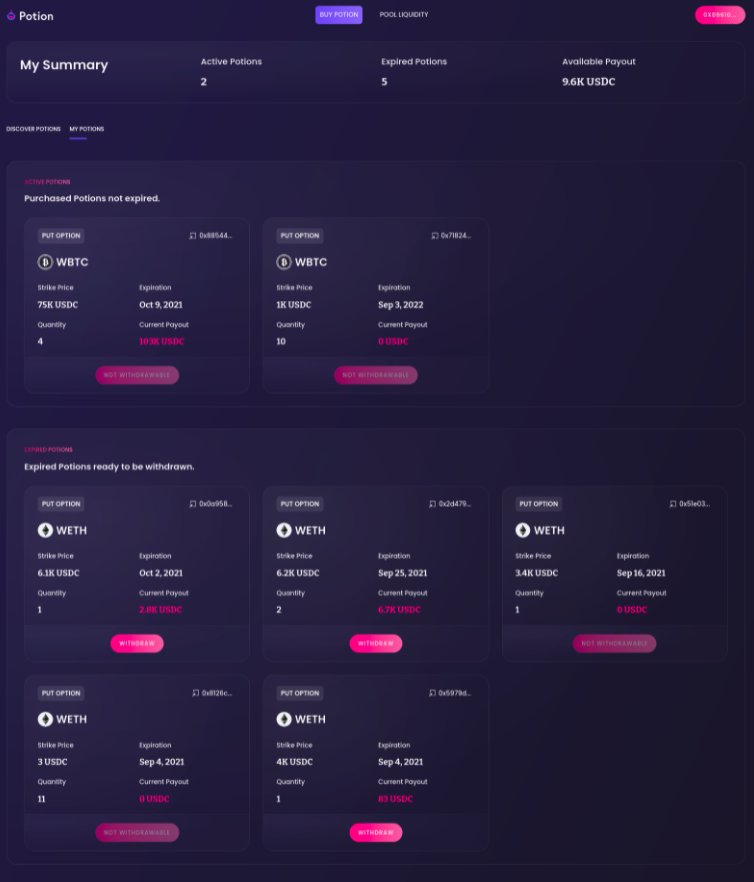 Potion
BUY POTION
POOL LIQUIDITY
My Summary
Active Potions
2
Expired Potions
5
Available Payout
9.6K USDC
DISCOVER POTIONS
MY POTIONS
ACTIVE POTIONS
Purchased Potions not expired.
PUT OPTION
0x88544...
WBTC
Strike Price
Expiration
75K USDC
Oct 9, 2021
Quantity
Current Payout
4
103K USDC
NOT WITHDRAWABLE
PUT OPTION
0x71824...
WBTC
Strike Price
Expiration
1K USDC
Sep 3, 2022
Quantity
Current Payout
10
0 USDC
NOT WITHDRAWABLE
EXPIRED POTIONS
Expired Potions ready to be withdrawn.
PUT OPTION
0x0a958...
WETH
Strike Price
Expiration
6.1K USDC
Oct 2, 2021
Quantity
Current Payout
1
2.8K USDC
WITHDRAW
PUT OPTION
0x2d479...
WETH
Strike Price
Expiration
6.2K USDC
Sep 25, 2021
Quantity
Current Payout
2
6.7K USDC
WITHDRAW
PUT OPTION
0x51e03...
WETH
Strike Price
Expiration
3.4K USDC
Sep 16, 2021
Quantity
Current Payout
1
0 USDC
NOT WITHDRAWABLE
PUT OPTION
0x8126c...
WETH
Strike Price
Expiration
3 USDC
Sep 4, 2021
Quantity
Current Payout
11
0 USDC
NOT WITHDRAWABLE
PUT OPTION
0x5979d...
WETH
Strike Price
Expiration
4K USDC
Sep 4, 2021
Quantity
Current Payout
1
83 USDC
WITHDRAW